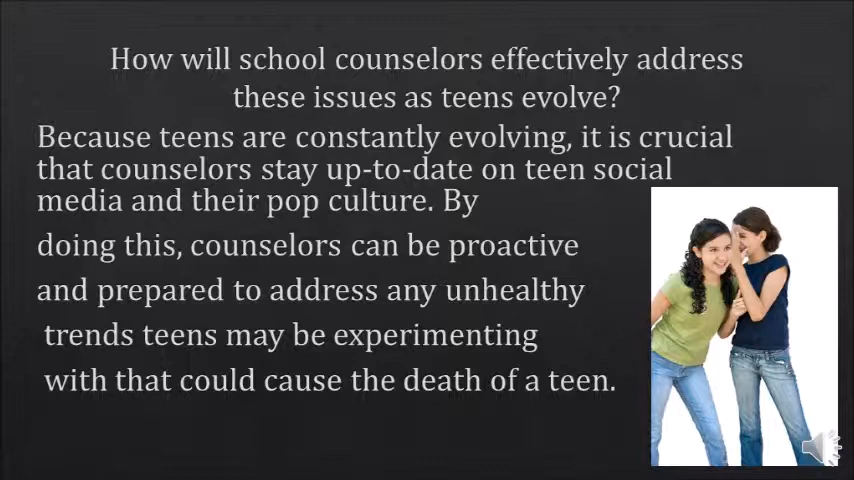 How will school counselors effectively address
these issues as teens evolve?
Because teens are constantly evolving, it is crucial
that counselors stay up-to-date on teen social
media and their pop culture. By
doing this, counselors can be proactive
and prepared to address any unhealthy
trends teens may be experimenting
with that could cause the death of a teen.